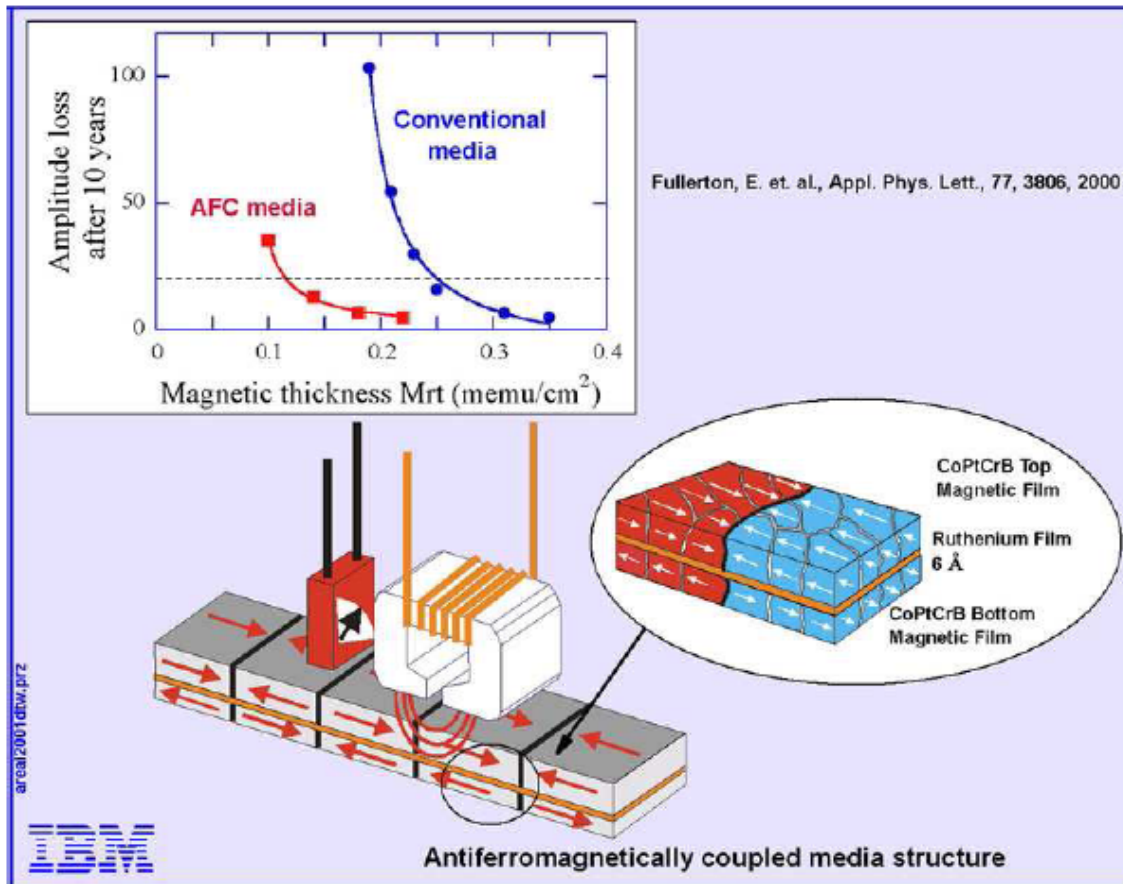 Amplitude loss
after 10 years
100
50
0
Conventional
media
AFC media
0
0.1
0.2
0.3
0.4
Magnetic thickness Mrt (memu/cm²)
Fullerton, E. et. al., Appl. Phys. Lett., 77, 3806, 2000
CoPtCrB Top
Magnetic Film
Ruthenium Film
6 Å
CoPtCrB Bottom
Magnetic Film
areal2001dtw.prz
IBM
Antiferromagnetically coupled media structure